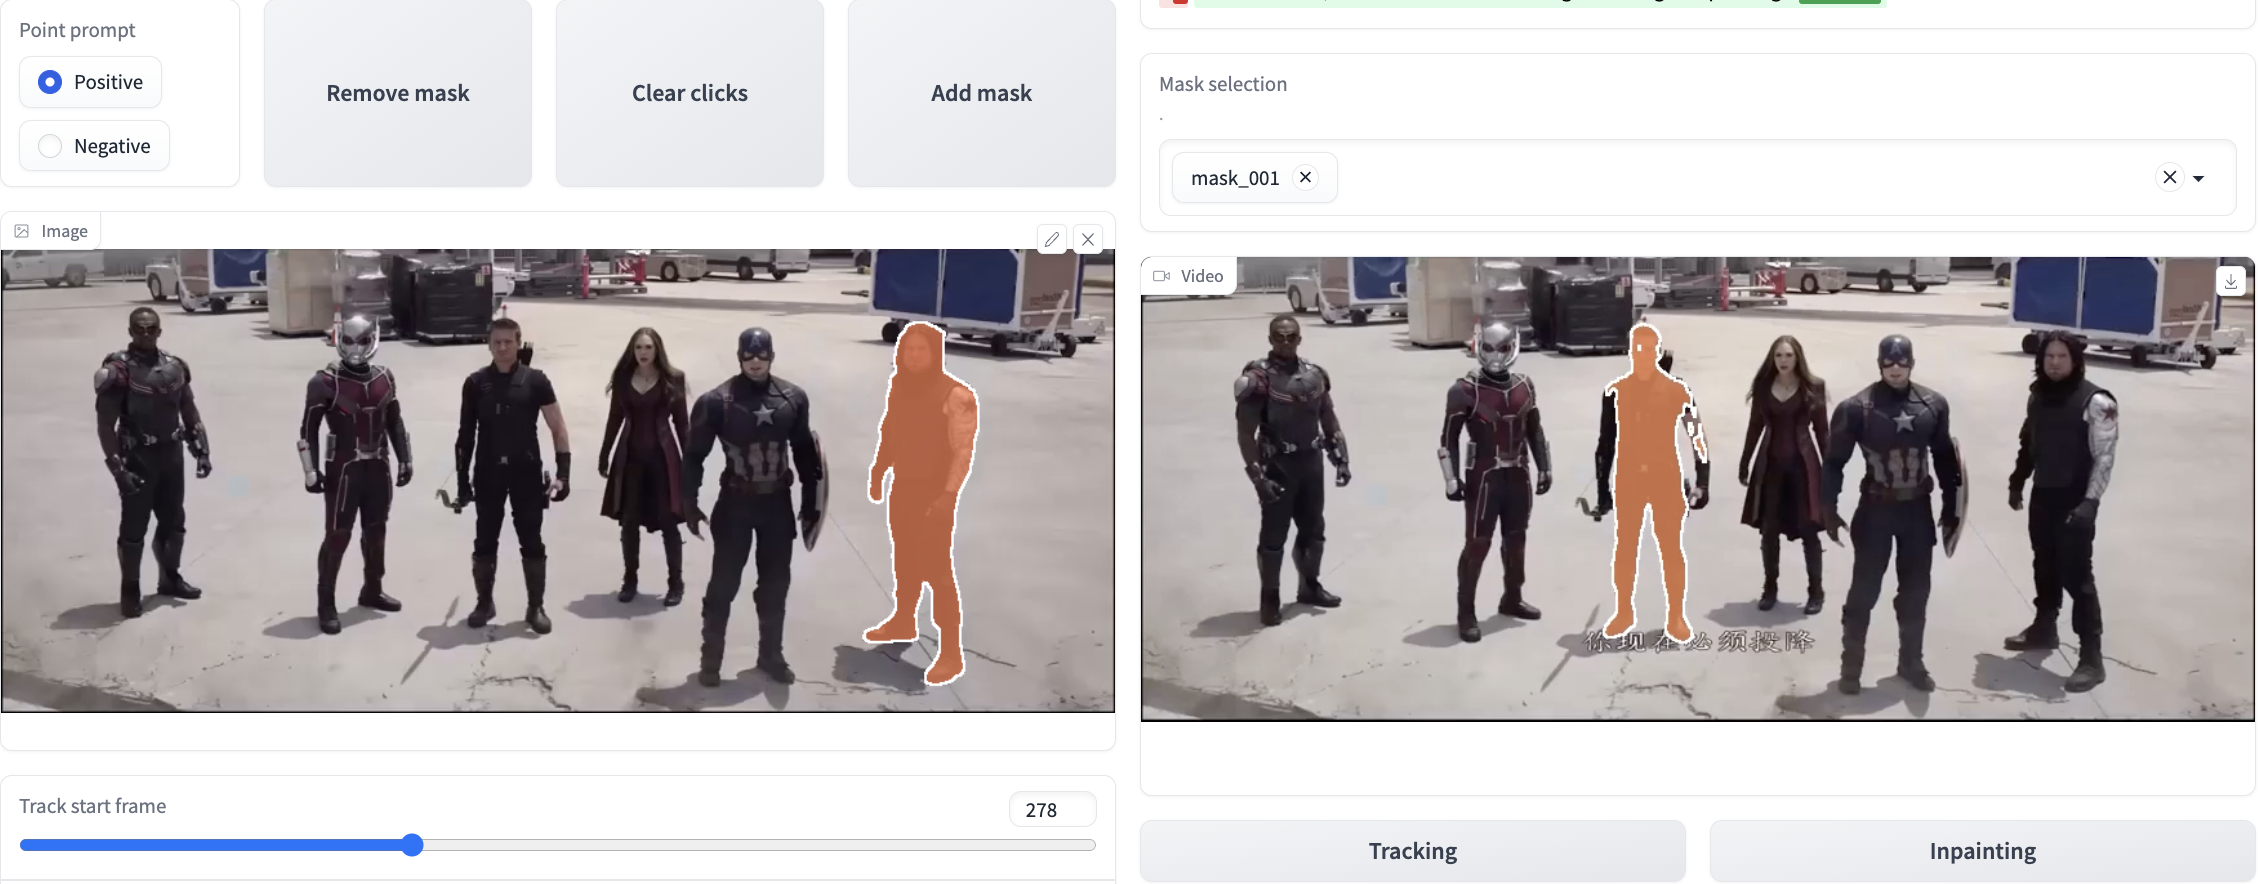 Point prompt
Positive
Negative
Remove mask
Clear clicks
Add mask
Image
Track start frame
278
Mask selection
.
mask_001
Video
你现在必须投降
Tracking
Inpainting